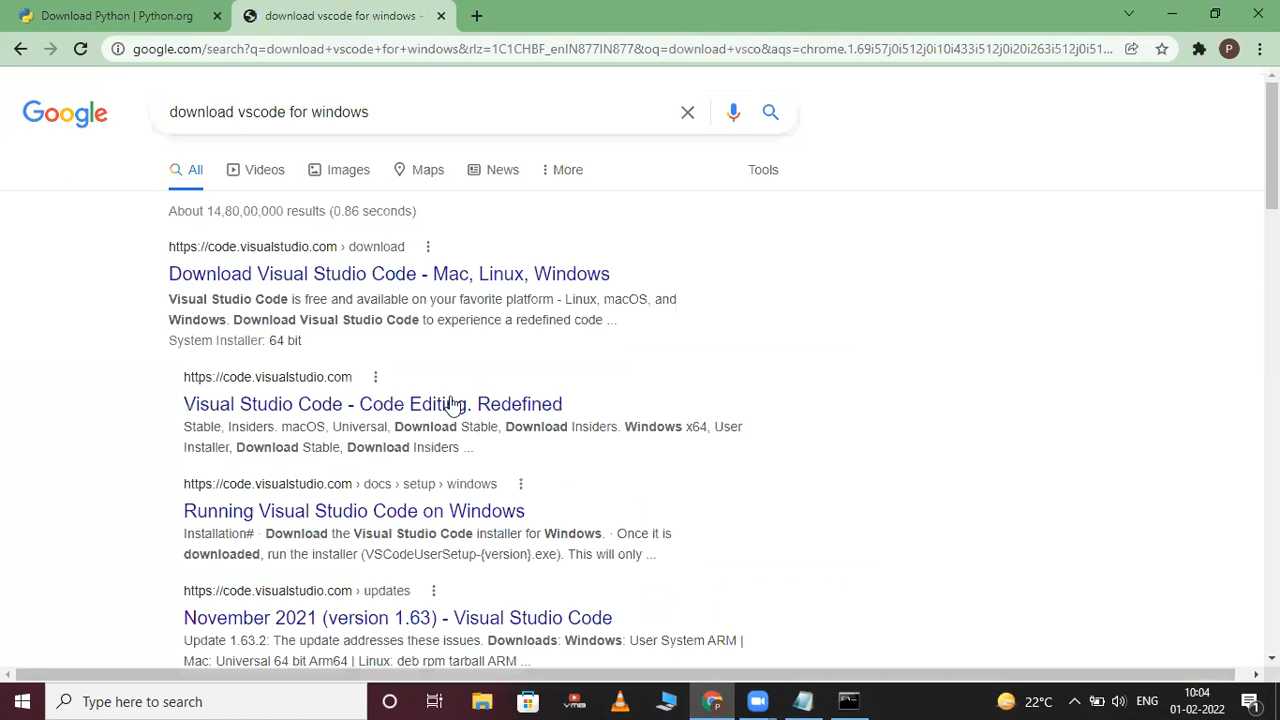 Download Python | Python.org
download vscode for windows -
google.com/search?q=download+vscode+for+windows&rlz=1C1CHBF_enIN877IN877&oq=download+vsco&aqs=chrome.1.69i57j0i512j0i10i433i512j0i20i263i512j0i51...
P
Google
download vscode for windows
All
Videos
Images
Maps
News
More
Tools
About 14,80,00,000 results (0.86 seconds)
https://code.visualstudio.com › download
Download Visual Studio Code - Mac, Linux, Windows
Visual Studio Code is free and available on your favorite platform - Linux, macOS, and
Windows. Download Visual Studio Code to experience a redefined code ...
System Installer: 64 bit
https://code.visualstudio.com
Visual Studio Code - Code Editing. Redefined
Stable, Insiders. macOS, Universal, Download Stable, Download Insiders. Windows x64, User
Installer, Download Stable, Download Insiders ...
https://code.visualstudio.com › docs › setup › windows
Running Visual Studio Code on Windows
Installation# · Download the Visual Studio Code installer for Windows. · Once it is
downloaded, run the installer (VSCodeUserSetup-{version}.exe). This will only ...
https://code.visualstudio.com › updates
November 2021 (version 1.63) - Visual Studio Code
Update 1.63.2: The update addresses these issues. Downloads: Windows: User System ARM |
Mac: Universal 64 bit Arm64 | Linux: deb rpm tarball ARM ...
Type here to search
22°C
ENG
10:04
01-02-2022
1